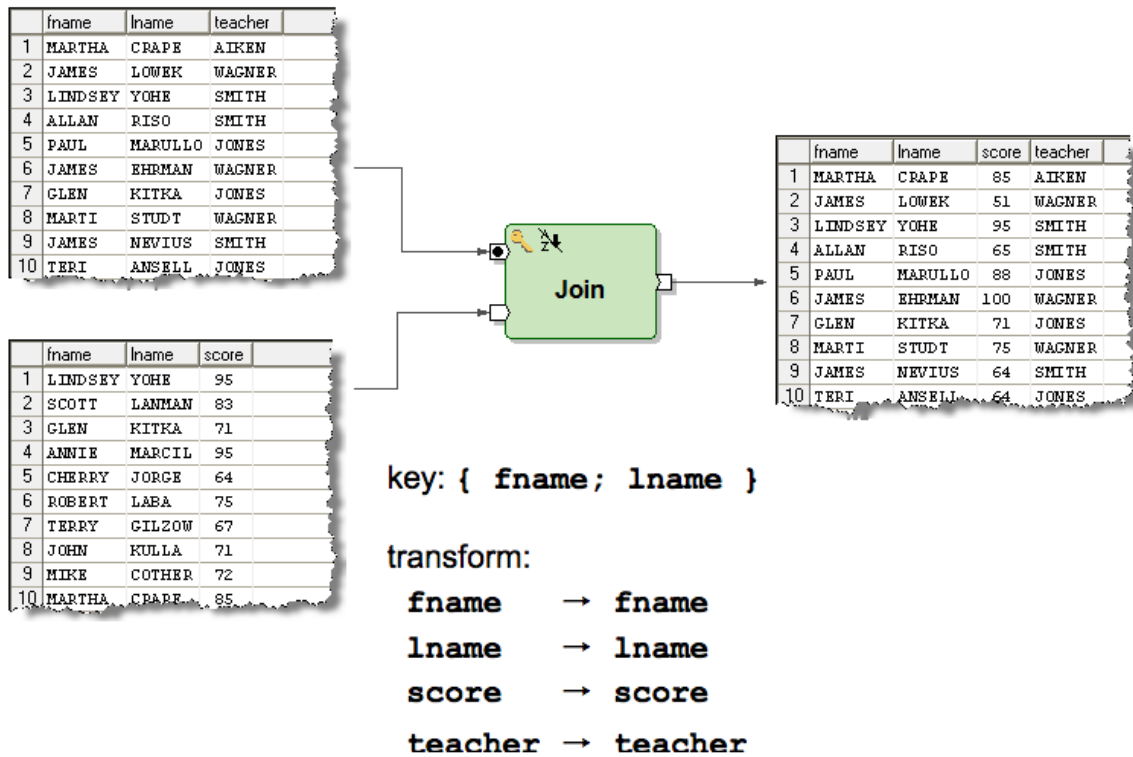 fname lname teacher
1 MARTHA CRAPE AIKEN
2 JAMES LOWEK WAGNER
3 LINDSEY YOHE SMITH
4 ALLAN RISO SMITH
5 PAUL MARULLO JONES
6 JAMES EHRMAN WAGNER
7 GLEN KITKA JONES
8 MARTI STUDT WAGNER
9 JAMES NEVIUS SMITH
10 TERI ANSELL JONES
fname lname score
1 LINDSEY YOHE 95
2 SCOTT LANMAN 83
3 GLEN KITKA 71
4 ANNIE MARCIL 95
5 CHERRY JORGE 64
6 ROBERT LABA 75
7 TERRY GILZOW 67
8 JOHN KULLA 71
9 MIKE COTHER 72
10 MARTHA CRAPE 85
A
Z
Join
fname lname score teacher
1 MARTHA CRAPE 85 AIKEN
2 JAMES LOWEK 51 WAGNER
3 LINDSEY YOHE 95 SMITH
4 ALLAN RISO 65 SMITH
5 PAUL MARULLO 88 JONES
6 JAMES EHRMAN 100 WAGNER
7 GLEN KITKA 71 JONES
8 MARTI STUDT 75 WAGNER
9 JAMES NEVIUS 64 SMITH
10 TERI ANSELL 64 JONES
key: { fname; lname }
transform:
fname → fname
lname → lname
score → score
teacher → teacher